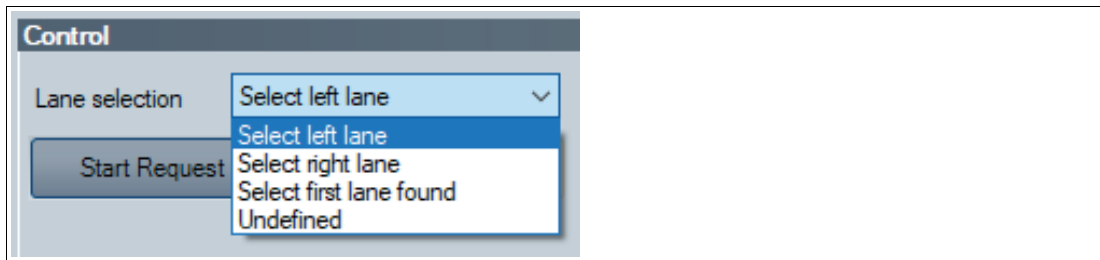 Control
Lane selection
Select left lane
Select left lane
Start Request
Select right lane
Select first lane found
Undefined